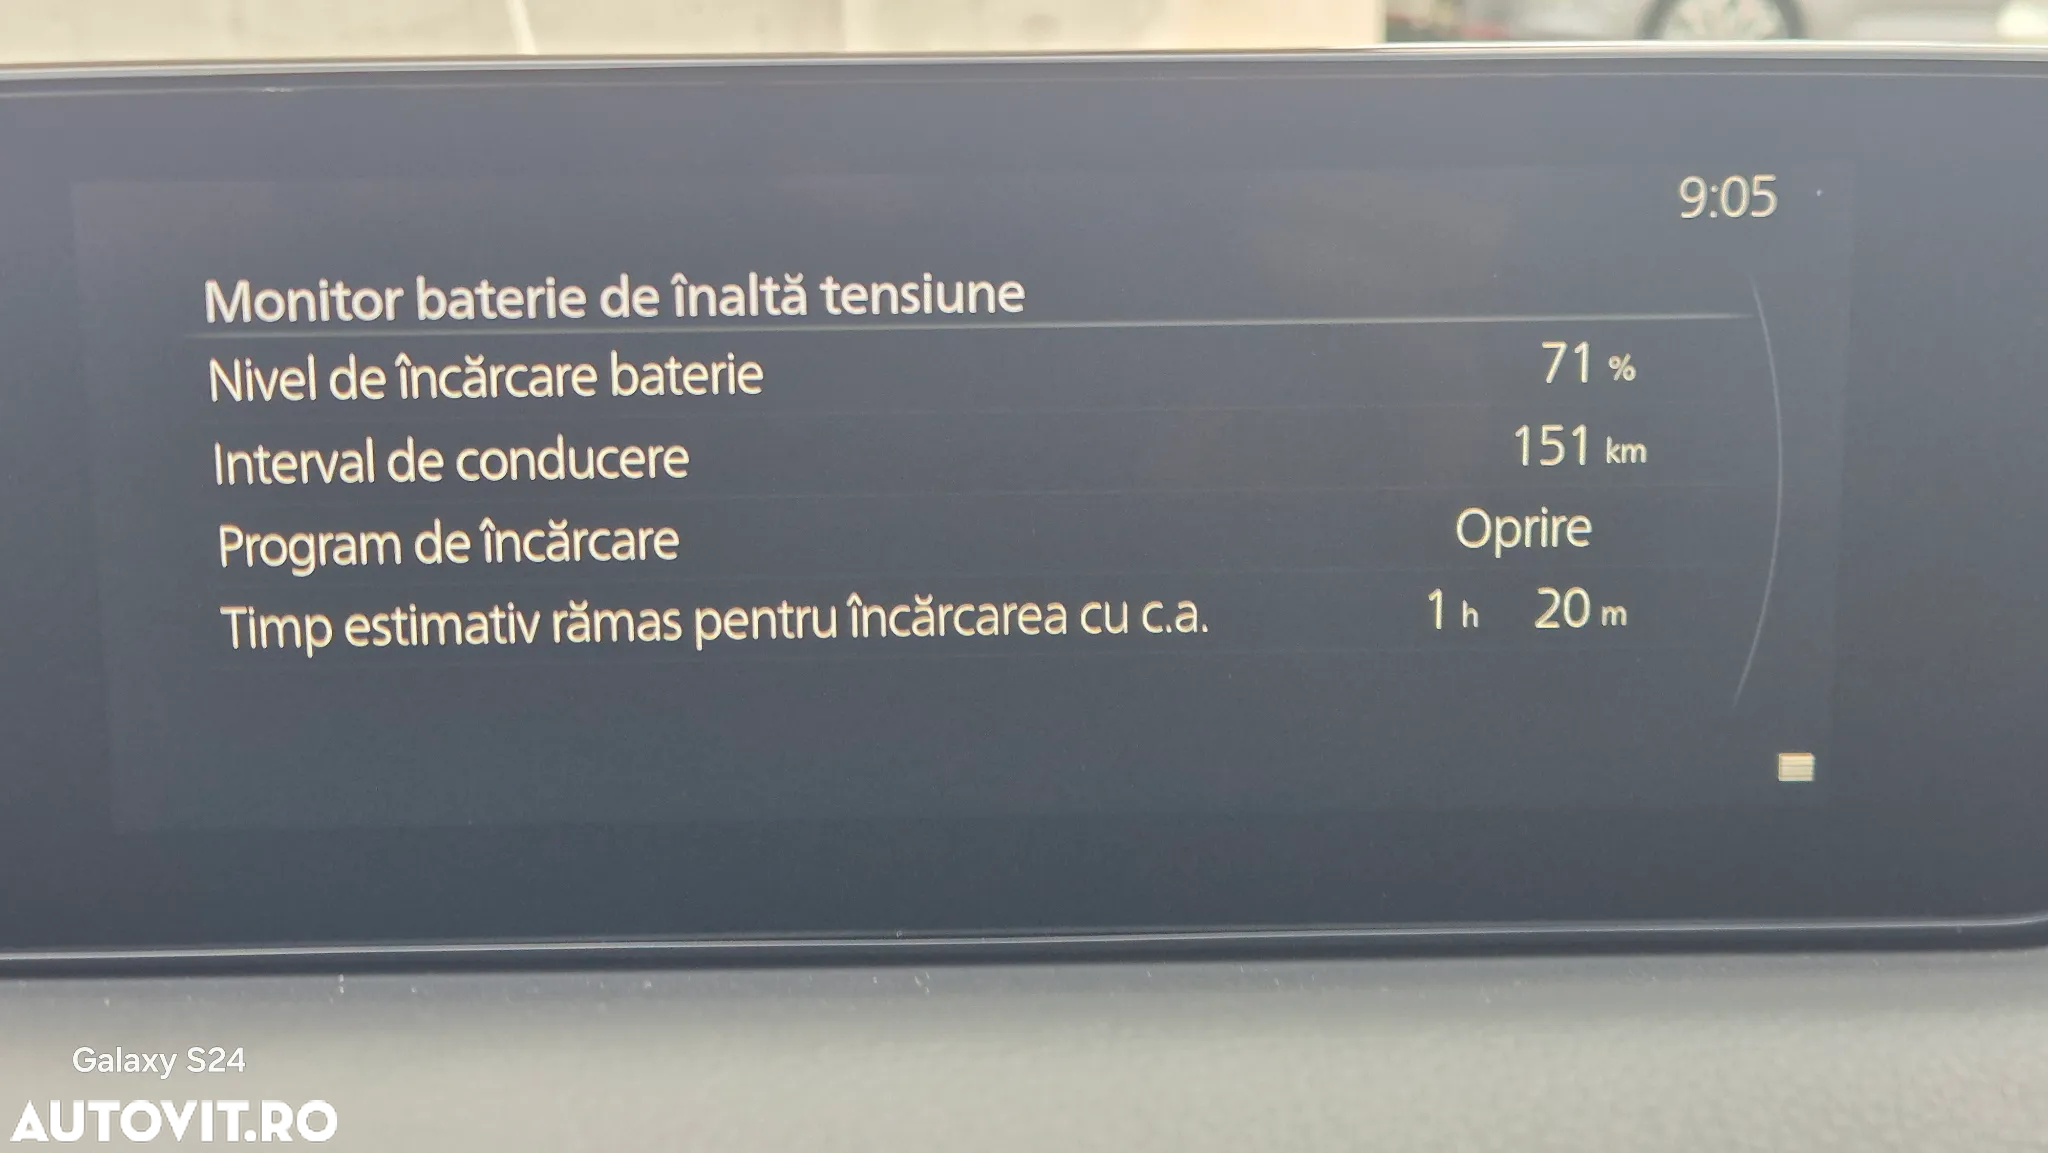 9:05
Monitor baterie de înaltă tensiune
Nivel de încărcare baterie 71 %
Interval de conducere 151 km
Program de încărcare Oprire
Timp estimativ rămas pentru încărcarea cu c.a. 1 h 20 m
Galaxy S24
AUTOVIT.RO